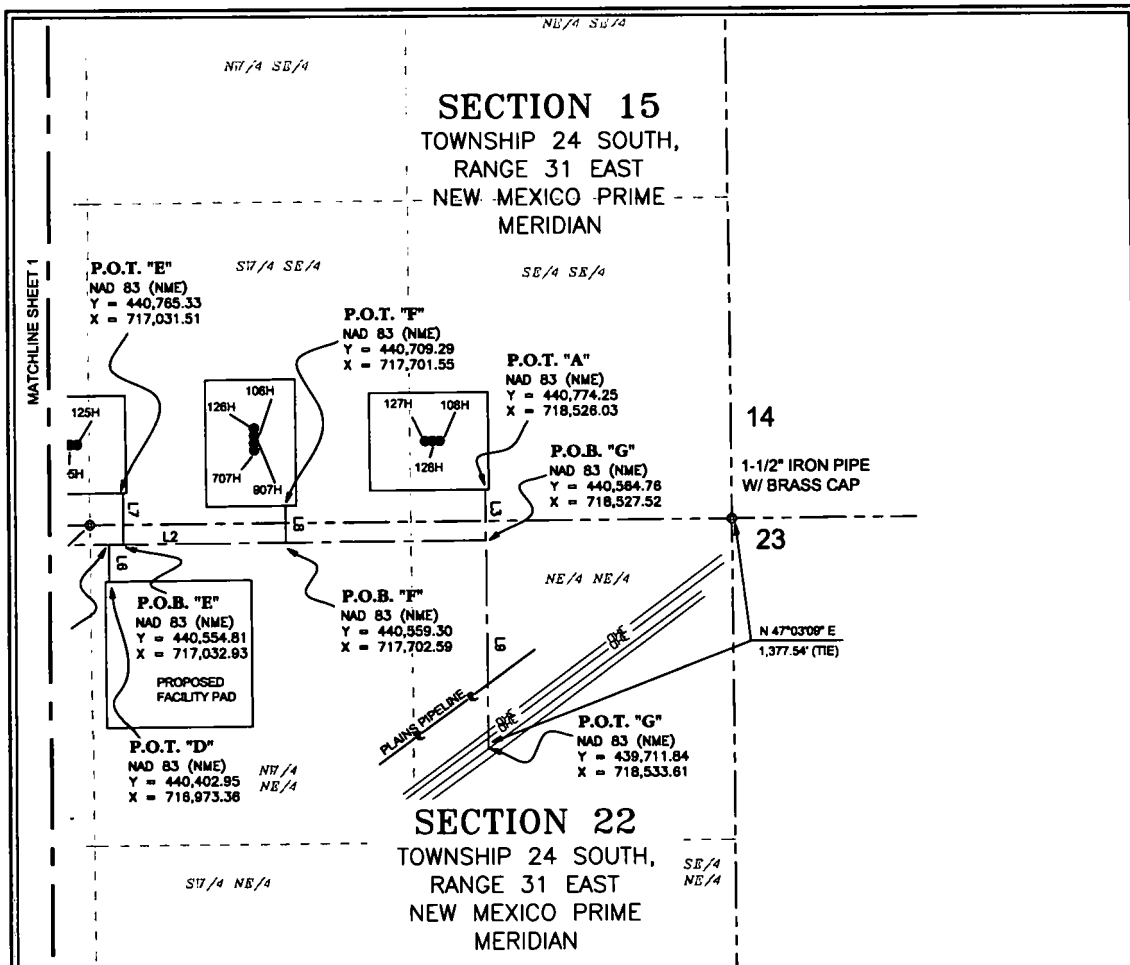 NE/4 SE/4
NW/4 SE/4
SECTION 15
TOWNSHIP 24 SOUTH,
RANGE 31 EAST
NEW MEXICO PRIME
MERIDIAN
MATCHLINE SHEET 1
SW/4 SE/4
SE/4 SE/4
P.O.T. "E"
NAD 83 (NME)
Y = 440,765.33
X = 717,031.51
P.O.T. "F"
NAD 83 (NME)
Y = 440,709.29
X = 717,701.55
P.O.T. "A"
NAD 83 (NME)
Y = 440,774.25
X = 718,526.03
125H
5H
126H
106H
707H
907H
127H
108H
128H
P.O.B. "G"
NAD 83 (NME)
Y = 440,564.76
X = 718,527.52
14
1-1/2" IRON PIPE
W/ BRASS CAP
23
L7
L2
L8
L3
L6
L9
P.O.B. "E"
NAD 83 (NME)
Y = 440,554.81
X = 717,032.93
PROPOSED
FACILITY PAD
P.O.B. "F"
NAD 83 (NME)
Y = 440,559.30
X = 717,702.59
NE/4 NE/4
OHE
OHE
N 47°03'09" E
1,377.54' (TIE)
PLAINS PIPELINE
OHE
OHE
P.O.T. "D"
NAD 83 (NME)
Y = 440,402.95
X = 716,973.36
NW/4
NE/4
P.O.T. "G"
NAD 83 (NME)
Y = 439,711.84
X = 718,533.61
SECTION 22
TOWNSHIP 24 SOUTH,
RANGE 31 EAST
NEW MEXICO PRIME
MERIDIAN
SW/4 NE/4
SE/4
NE/4